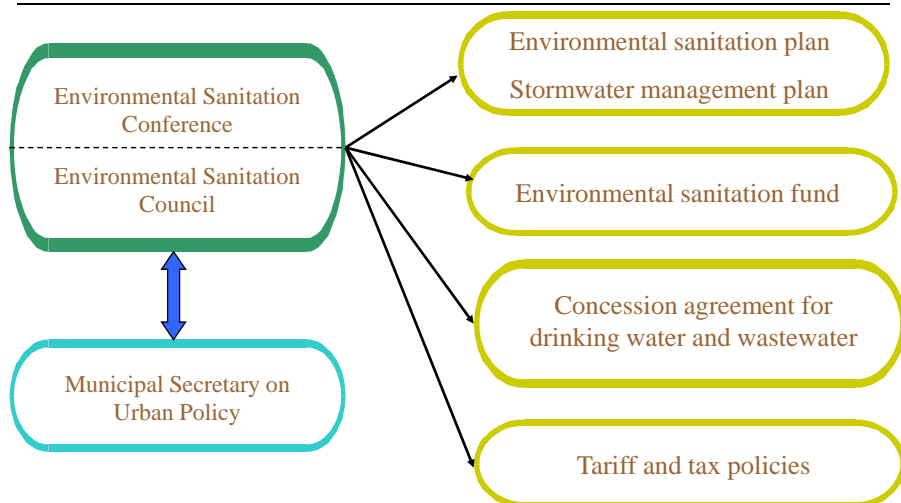 Environmental Sanitation
Conference
Environmental Sanitation
Council
Municipal Secretary on
Urban Policy
Environmental sanitation plan
Stormwater management plan
Environmental sanitation fund
Concession agreement for
drinking water and wastewater
Tariff and tax policies